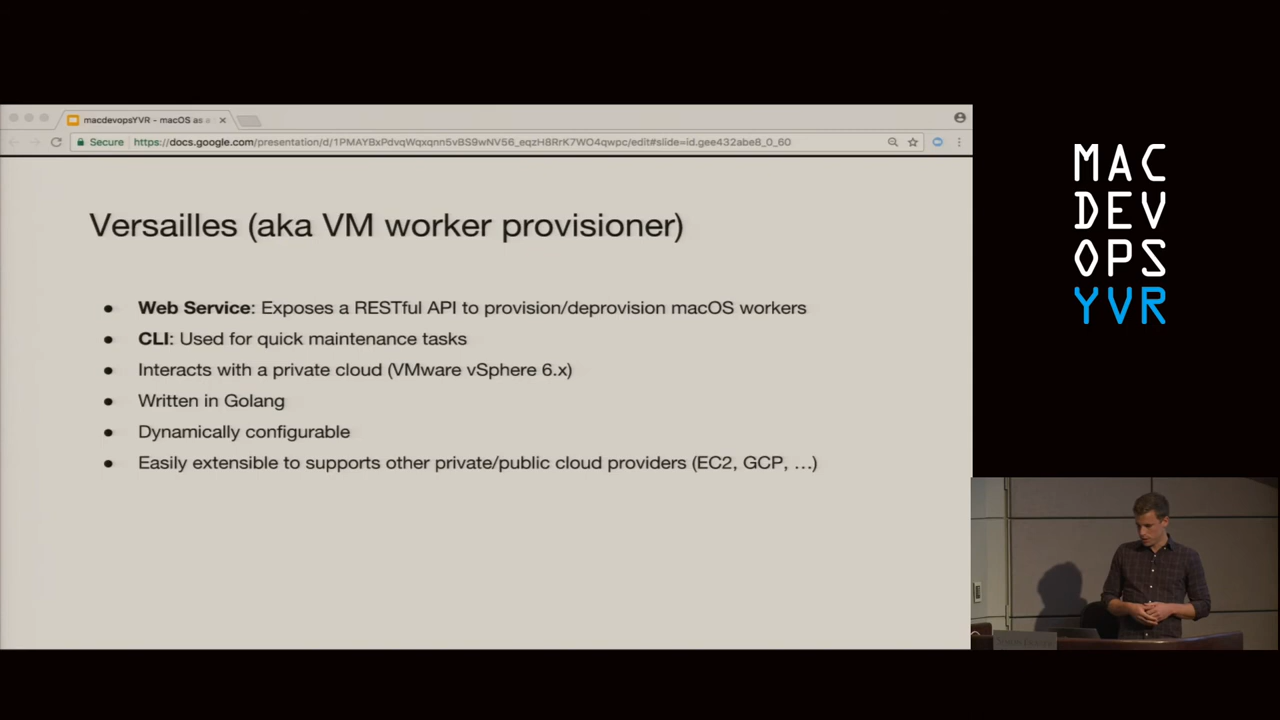 macdevopsYVR - macOS as a
Secure
https://docs.google.com/presentation/d/1PMAYBxPdvqWqxqnn5vBS9wNV56_eqzH8RrK7WO4qwpc/edit#slide=id.gee432abe8_0_60
Versailles (aka VM worker provisioner)
● Web Service: Exposes a RESTful API to provision/deprovision macOS workers
● CLI: Used for quick maintenance tasks
● Interacts with a private cloud (VMware vSphere 6.x)
● Written in Golang
● Dynamically configurable
● Easily extensible to supports other private/public cloud providers (EC2, GCP, …)
MAC
DEV
OPS
YVR